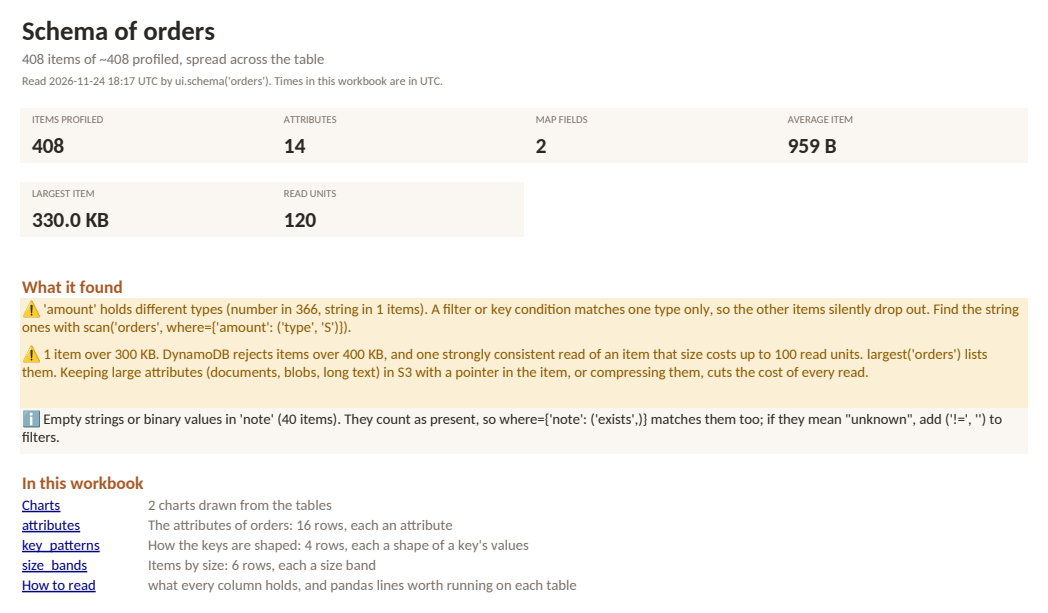 Schema of orders
408 items of ~408 profiled, spread across the table
Read 2026-11-24 18:17 UTC by ui.schema('orders'). Times in this workbook are in UTC.
ITEMS PROFILED ATTRIBUTES MAP FIELDS AVERAGE ITEM
408 14 2 959 B
LARGEST ITEM READ UNITS
330.0 KB 120
What it found
⚠️ 'amount' holds different types (number in 366, string in 1 items). A filter or key condition matches one type only, so the other items silently drop out. Find the string
ones with scan('orders', where={'amount': ('type', 'S')}).
⚠️ 1 item over 300 KB. DynamoDB rejects items over 400 KB, and one strongly consistent read of an item that size costs up to 100 read units. largest('orders') lists
them. Keeping large attributes (documents, blobs, long text) in S3 with a pointer in the item, or compressing them, cuts the cost of every read.
ℹ️ Empty strings or binary values in 'note' (40 items). They count as present, so where={'note': ('exists',)} matches them too; if they mean "unknown", add ('!=', '') to
filters.
In this workbook
Charts 2 charts drawn from the tables
attributes The attributes of orders: 16 rows, each an attribute
key_patterns How the keys are shaped: 4 rows, each a shape of a key's values
size_bands Items by size: 6 rows, each a size band
How to read what every column holds, and pandas lines worth running on each table